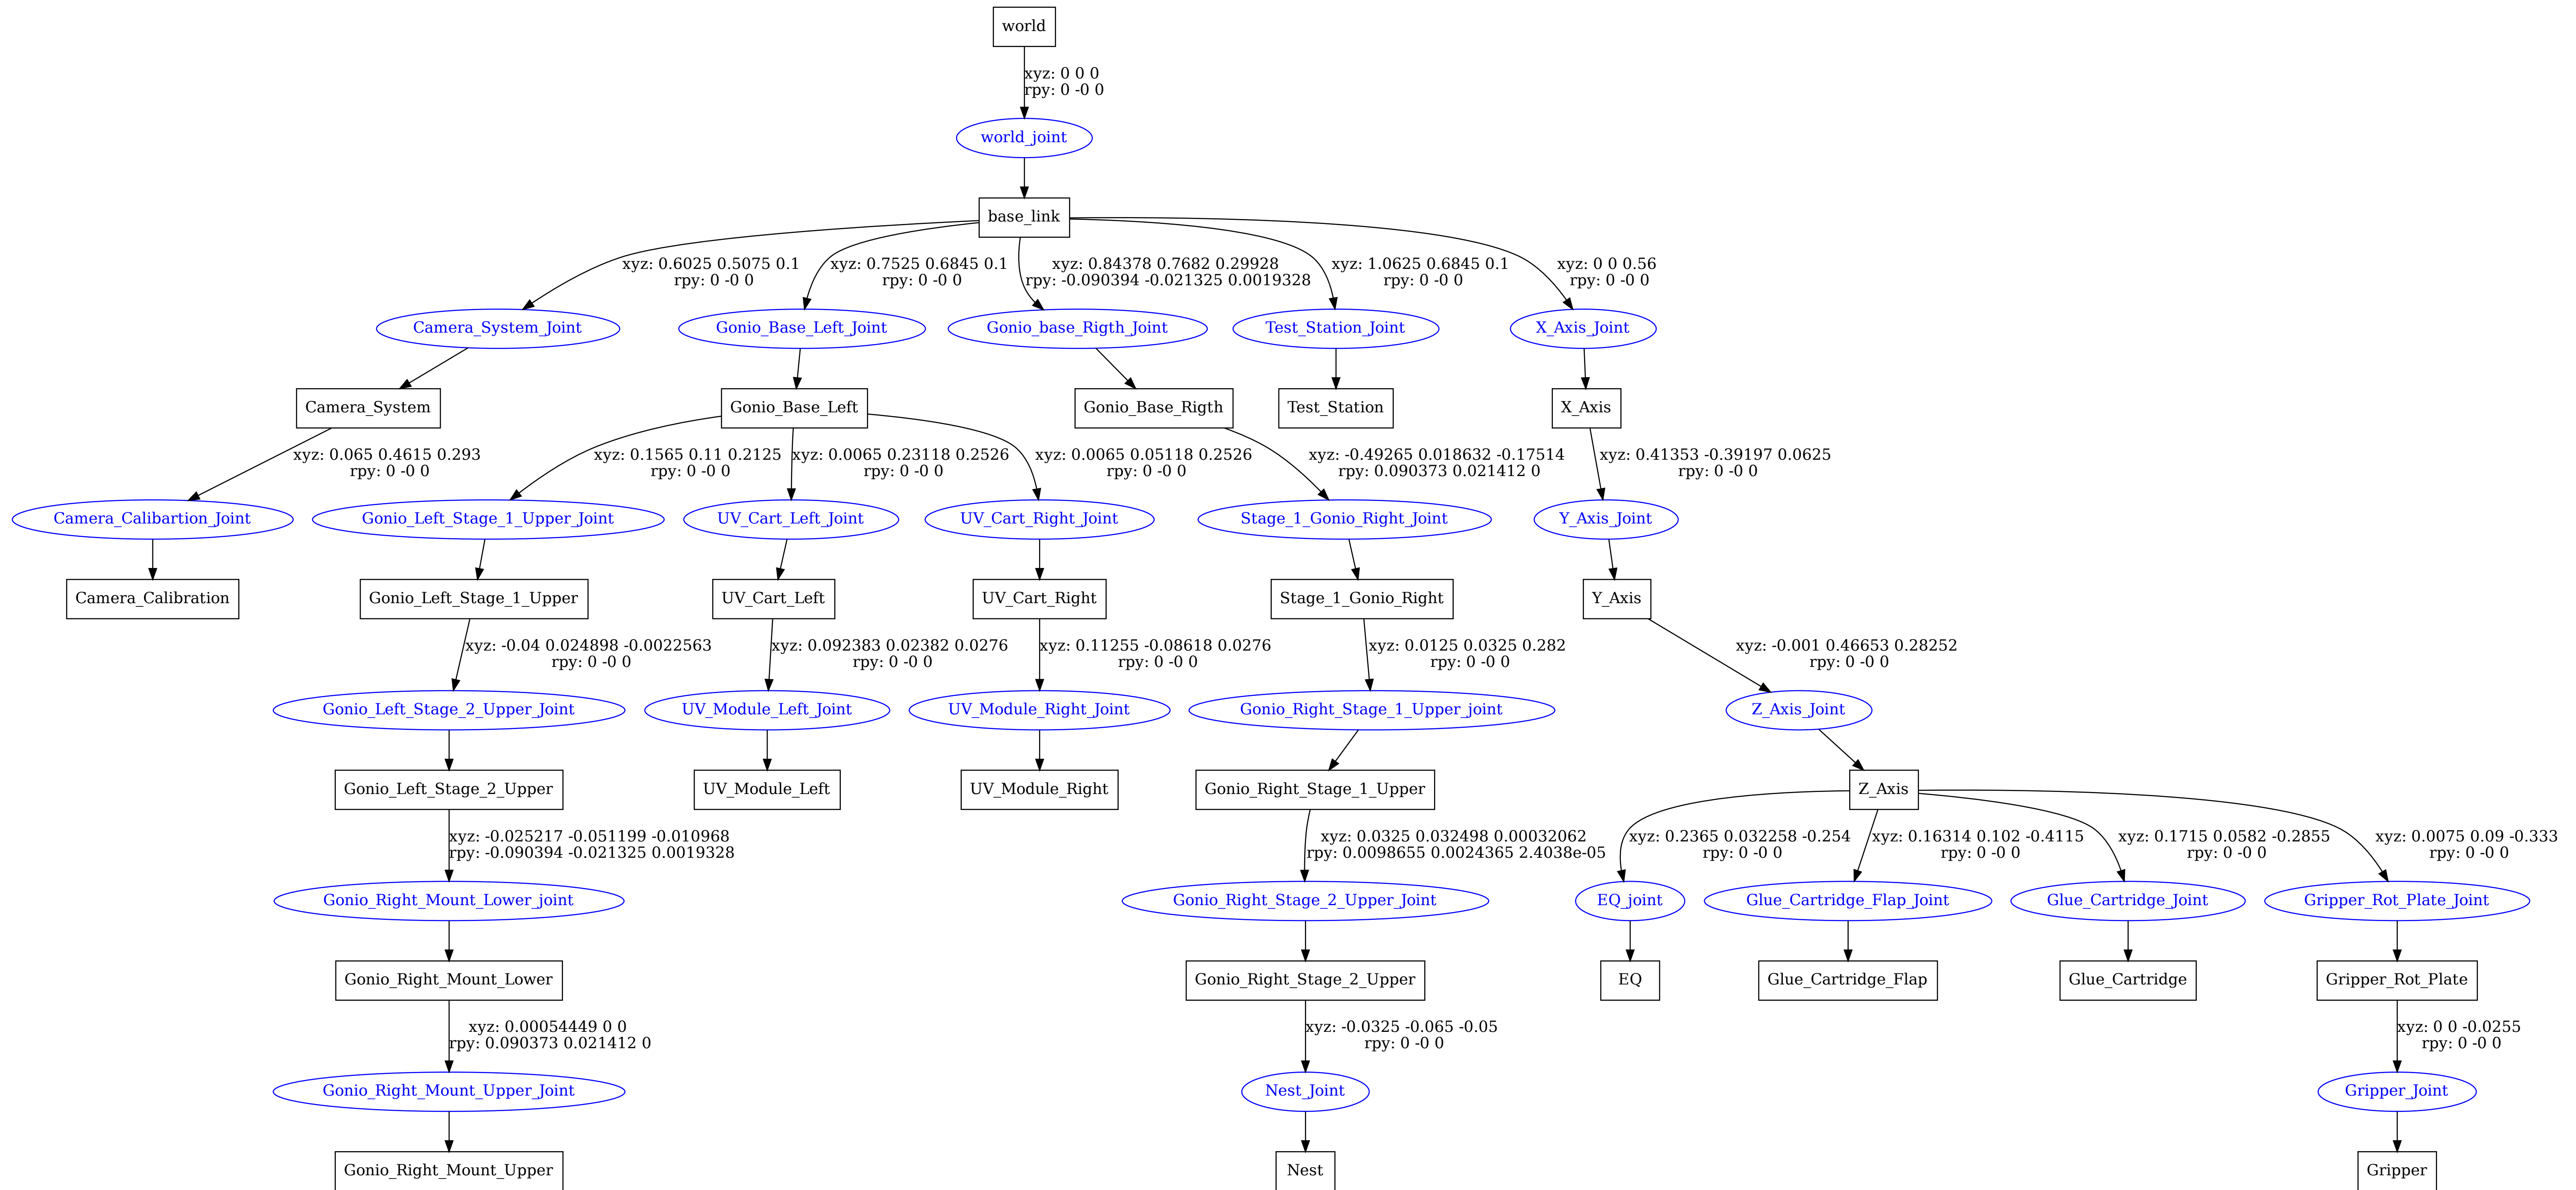 world
xyz: 0 0 0
rpy: 0 -0 0
world_joint
base_link
xyz: 0.6025 0.5075 0.1
rpy: 0 -0 0
xyz: 0.7525 0.6845 0.1
rpy: 0 -0 0
xyz: 0.84378 0.7682 0.29928
rpy: -0.090394 -0.021325 0.0019328
xyz: 1.0625 0.6845 0.1
rpy: 0 -0 0
xyz: 0 0 0.56
rpy: 0 -0 0
Camera_System_Joint
Gonio_Base_Left_Joint
Gonio_base_Rigth_Joint
Test_Station_Joint
X_Axis_Joint
Camera_System
Gonio_Base_Left
Gonio_Base_Rigth
Test_Station
X_Axis
xyz: 0.065 0.4615 0.293
rpy: 0 -0 0
xyz: 0.1565 0.11 0.2125
rpy: 0 -0 0
xyz: 0.0065 0.23118 0.2526
rpy: 0 -0 0
xyz: 0.0065 0.05118 0.2526
rpy: 0 -0 0
xyz: -0.49265 0.018632 -0.17514
rpy: 0.090373 0.021412 0
xyz: 0.41353 -0.39197 0.0625
rpy: 0 -0 0
Camera_Calibartion_Joint
Gonio_Left_Stage_1_Upper_Joint
UV_Cart_Left_Joint
UV_Cart_Right_Joint
Stage_1_Gonio_Right_Joint
Y_Axis_Joint
Camera_Calibration
Gonio_Left_Stage_1_Upper
UV_Cart_Left
UV_Cart_Right
Stage_1_Gonio_Right
Y_Axis
xyz: -0.04 0.024898 -0.0022563
rpy: 0 -0 0
xyz: 0.092383 0.02382 0.0276
rpy: 0 -0 0
xyz: 0.11255 -0.08618 0.0276
rpy: 0 -0 0
xyz: 0.0125 0.0325 0.282
rpy: 0 -0 0
xyz: -0.001 0.46653 0.28252
rpy: 0 -0 0
Gonio_Left_Stage_2_Upper_Joint
UV_Module_Left_Joint
UV_Module_Right_Joint
Gonio_Right_Stage_1_Upper_joint
Z_Axis_Joint
Gonio_Left_Stage_2_Upper
UV_Module_Left
UV_Module_Right
Gonio_Right_Stage_1_Upper
Z_Axis
xyz: -0.025217 -0.051199 -0.010968
rpy: -0.090394 -0.021325 0.0019328
xyz: 0.0325 0.032498 0.00032062
rpy: 0.0098655 0.0024365 2.4038e-05
xyz: 0.2365 0.032258 -0.254
rpy: 0 -0 0
xyz: 0.16314 0.102 -0.4115
rpy: 0 -0 0
xyz: 0.1715 0.0582 -0.2855
rpy: 0 -0 0
xyz: 0.0075 0.09 -0.333
rpy: 0 -0 0
Gonio_Right_Mount_Lower_joint
Gonio_Right_Stage_2_Upper_Joint
EQ_joint
Glue_Cartridge_Flap_Joint
Glue_Cartridge_Joint
Gripper_Rot_Plate_Joint
Gonio_Right_Mount_Lower
Gonio_Right_Stage_2_Upper
EQ
Glue_Cartridge_Flap
Glue_Cartridge
Gripper_Rot_Plate
xyz: 0.00054449 0 0
rpy: 0.090373 0.021412 0
xyz: -0.0325 -0.065 -0.05
rpy: 0 -0 0
xyz: 0 0 -0.0255
rpy: 0 -0 0
Gonio_Right_Mount_Upper_Joint
Nest_Joint
Gripper_Joint
Gonio_Right_Mount_Upper
Nest
Gripper